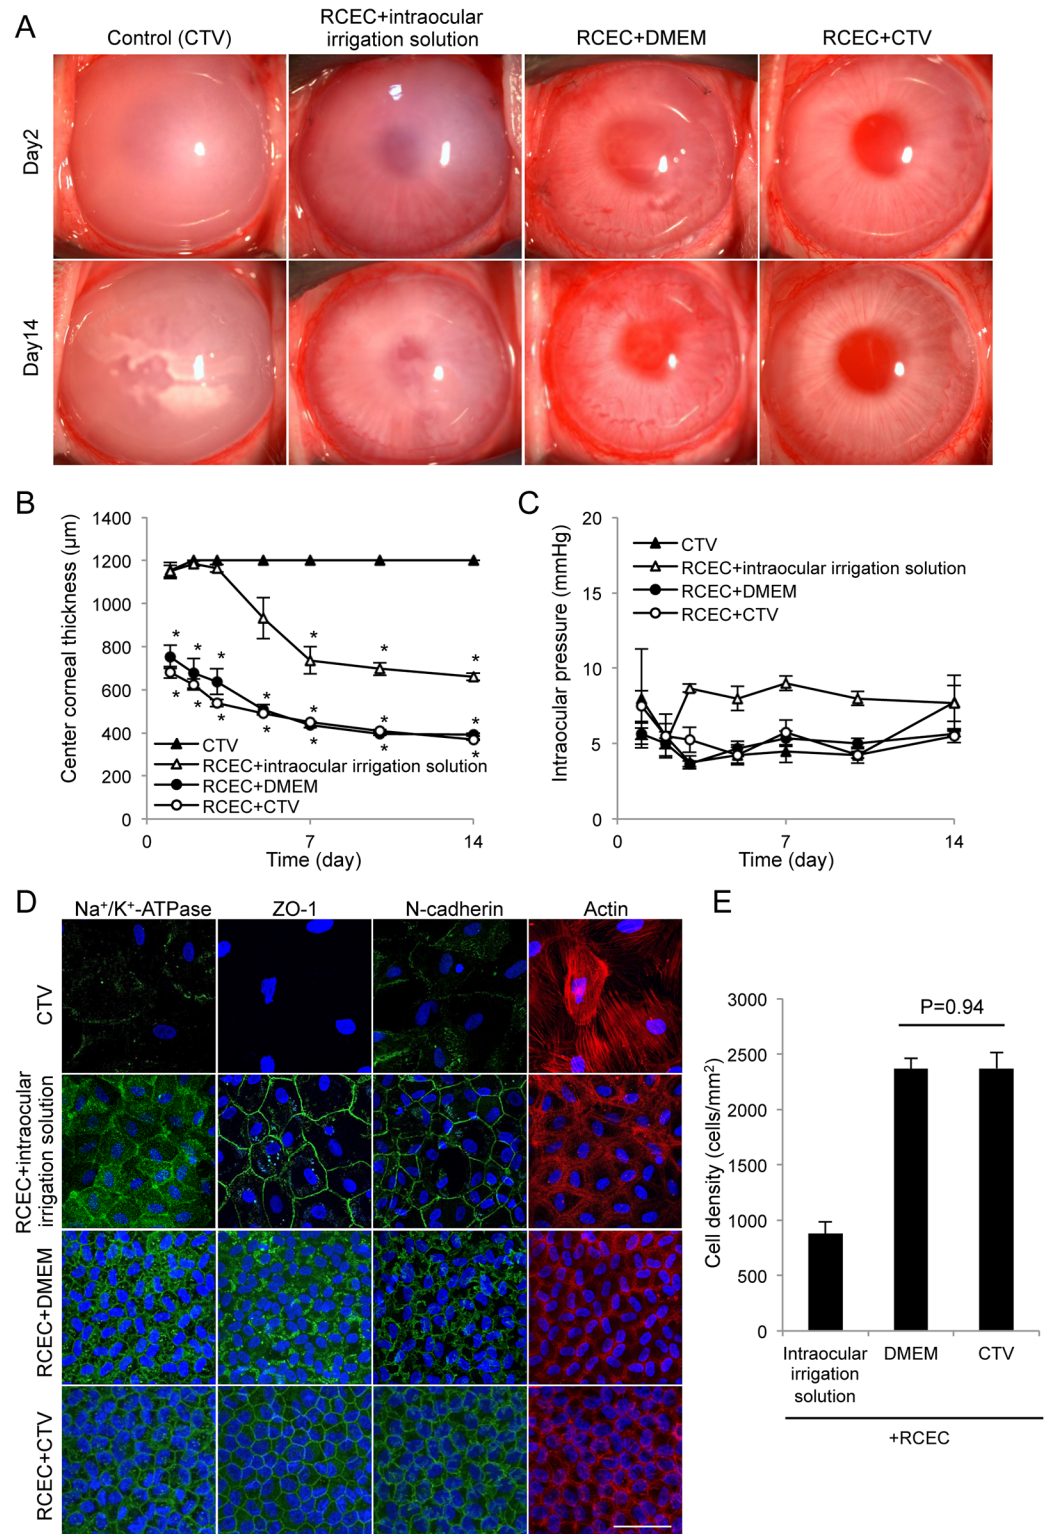 A
Control (CTV)
RCEC+intraocular
irrigation solution
RCEC+DMEM
RCEC+CTV
Day2
Day14
B
Center corneal thickness (μm)
1400
1200
1000
800
600
400
200
0
* * * * * * *
* * * * * * *
* * *
CTV
RCEC+intraocular irrigation solution
RCEC+DMEM
RCEC+CTV
0 7 14
Time (day)
C
Intraocular pressure (mmHg)
20
15
10
5
0
CTV
RCEC+intraocular irrigation solution
RCEC+DMEM
RCEC+CTV
0 7 14
Time (day)
D
Na⁺/K⁺-ATPase
ZO-1
N-cadherin
Actin
CTV
RCEC+intraocular
irrigation solution
RCEC+DMEM
RCEC+CTV
E
Cell density (cells/mm²)
3000
2500
2000
1500
1000
500
0
P=0.94
Intraocular
irrigation
solution
DMEM
CTV
+RCEC